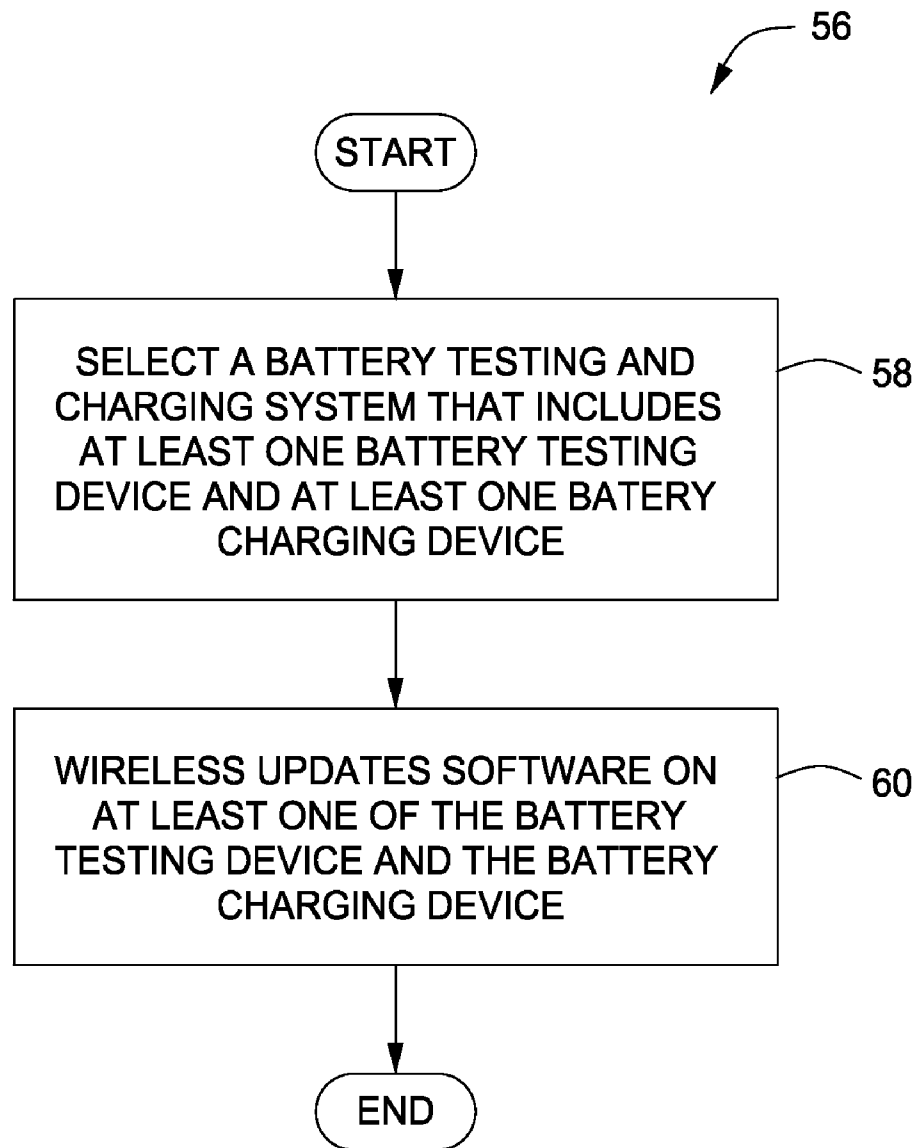 56
START
SELECT A BATTERY TESTING AND
CHARGING SYSTEM THAT INCLUDES
AT LEAST ONE BATTERY TESTING
DEVICE AND AT LEAST ONE BATERY
CHARGING DEVICE
58
WIRELESS UPDATES SOFTWARE ON
AT LEAST ONE OF THE BATTERY
TESTING DEVICE AND THE BATTERY
CHARGING DEVICE
60
END